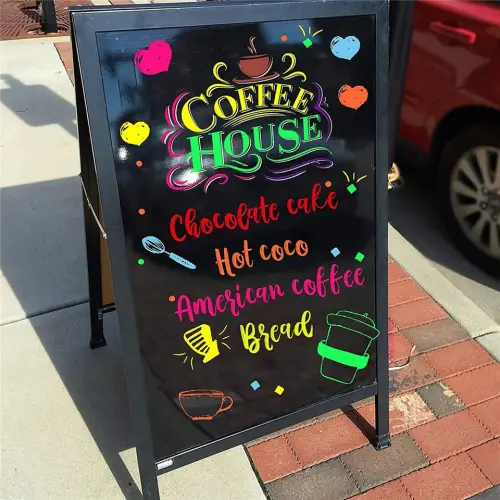 COFFEE
HOUSE
Chocolate cake
Hot coco
American coffee
Bread